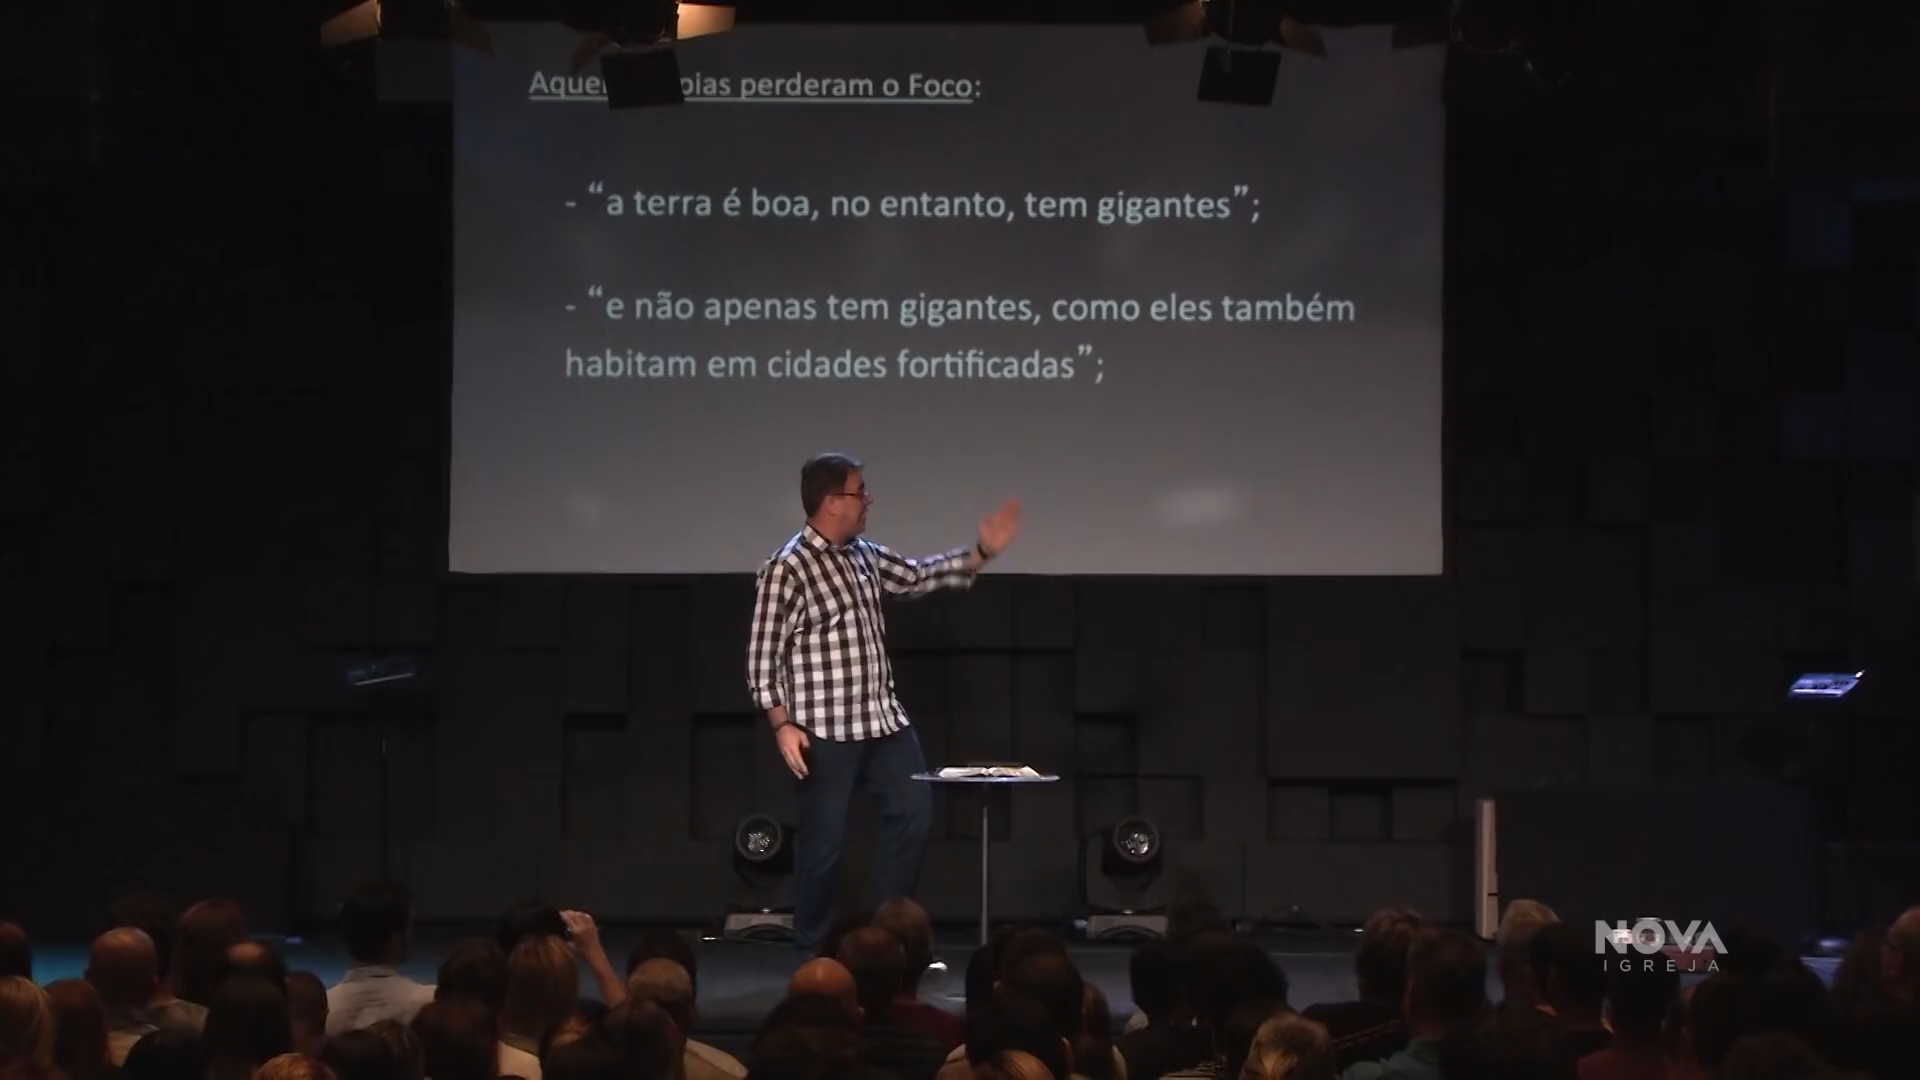 perderam o Foco:
- “a terra é boa, no entanto, tem gigantes”;
- “e não apenas tem gigantes, como eles também
habitam em cidades fortificadas”;
NOVA
IGREJA